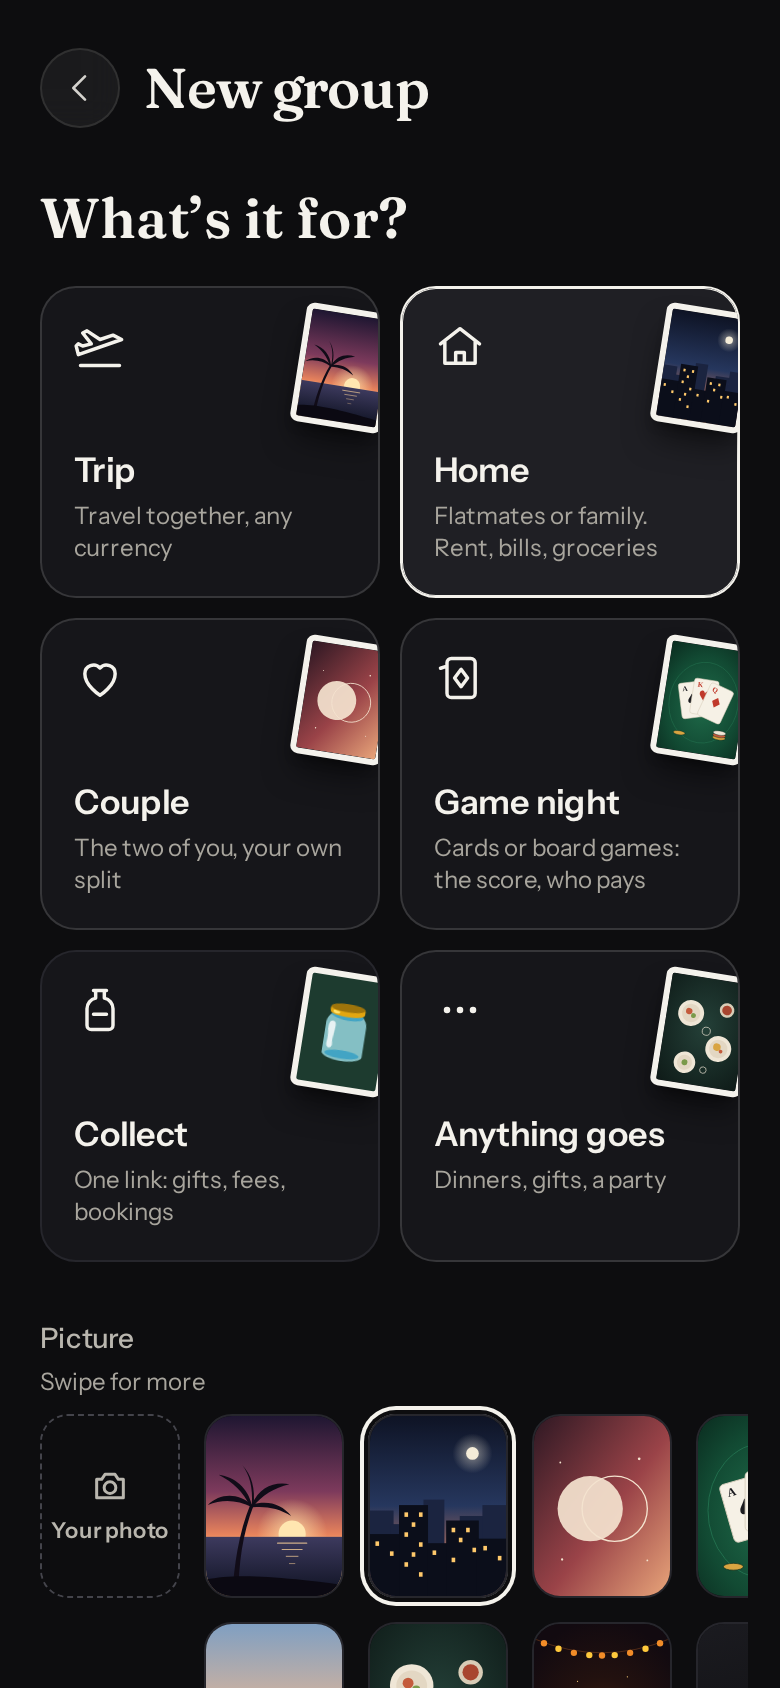 New group
What’s it for?
Trip
Travel together, any
currency
Home
Flatmates or family.
Rent, bills, groceries
Couple
The two of you, your own
split
Game night
Cards or board games:
the score, who pays
A K Q
Collect
One link: gifts, fees,
bookings
Anything goes
Dinners, gifts, a party
Picture
Swipe for more
Your photo
A